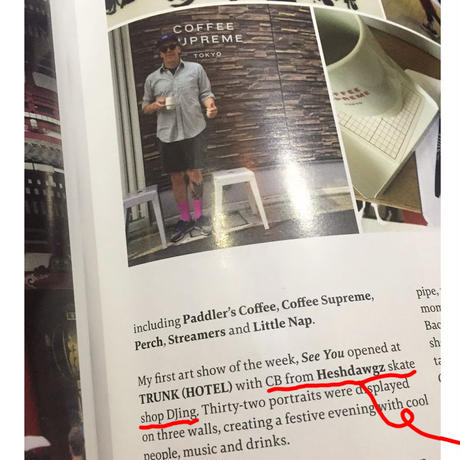 COFFEE
SUPREME
TOKYO
COFFEE
SUPREME
including Paddler's Coffee, Coffee Supreme,
Perch, Streamers and Little Nap.
My first art show of the week, See You opened at
TRUNK (HOTEL) with CB from Heshdawgz skate
shop DJing. Thirty-two portraits were displayed
on three walls, creating a festive evening with cool
people, music and drinks.
pipe,